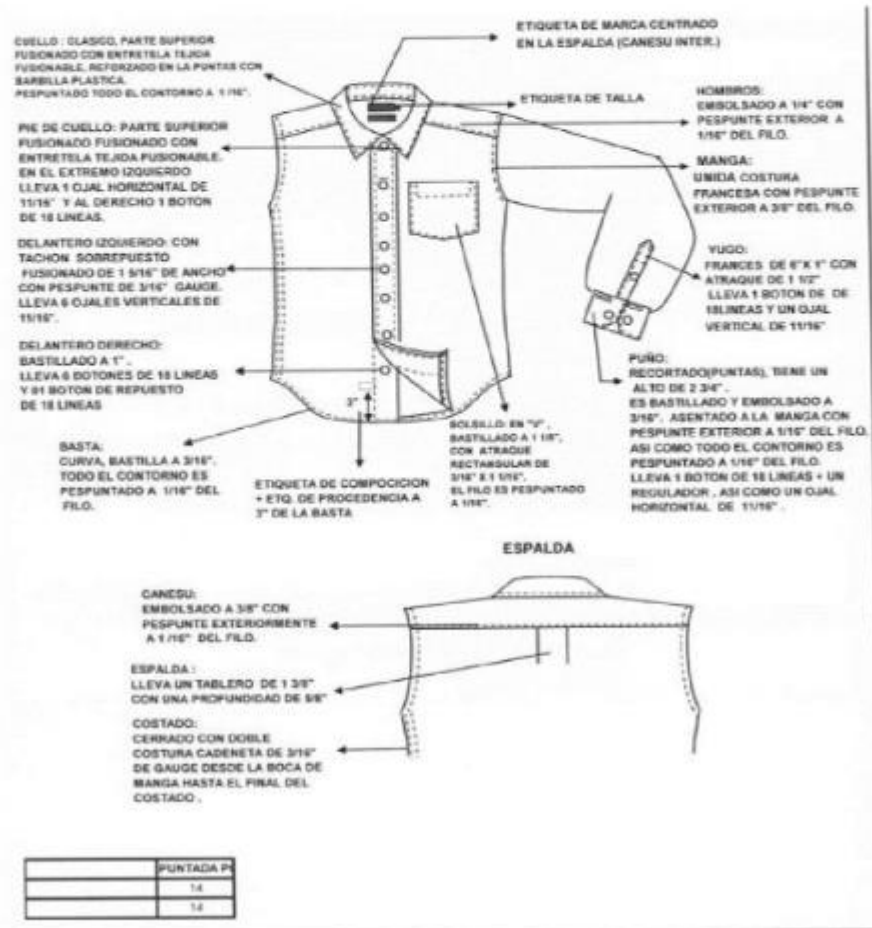 CUELLO : CLASICO, PARTE SUPERIOR
FUSIONADO CON ENTRETELA TEJIDA
FUSIONABLE, REFORZADO EN LA PUNTAS CON
BARBILLA PLASTICA.
PESPUNTADO TODO EL CONTORNO A 1/16".
PIE DE CUELLO: PARTE SUPERIOR
FUSIONADO FUSIONADO CON
ENTRETELA TEJIDA FUSIONABLE.
EN EL EXTREMO IZQUIERDO
LLEVA 1 OJAL HORIZONTAL DE
11/16" Y AL DERECHO 1 BOTON
DE 18 LINEAS.
DELANTERO IZQUIERDO: CON
TACHON SOBREPUESTO
FUSIONADO DE 1 5/16" DE ANCHO
CON PESPUNTE DE 3/16" GAUGE.
LLEVA 6 OJALES VERTICALES DE
11/16".
DELANTERO DERECHO:
BASTILLADO A 1" .
LLEVA 6 BOTONES DE 18 LINEAS
Y 01 BOTON DE REPUESTO
DE 18 LINEAS
BASTA:
CURVA, BASTILLA A 3/16".
TODO EL CONTORNO ES
PESPUNTADO A 1/16" DEL
FILO.
3"
ETIQUETA DE COMPOCICION
+ ETQ. DE PROCEDENCIA A
3" DE LA BASTA
BOLSILLO: EN "V" ,
BASTILLADO A 1 1/8",
CON ATRAQUE
RECTANGULAR DE
3/16" X 1 1/16",
EL FILO ES PESPUNTADO
A 1/16".
ETIQUETA DE MARCA CENTRADO
EN LA ESPALDA (CANESU INTER.)
ETIQUETA DE TALLA
HOMBROS:
EMBOLSADO A 1/4" CON
PESPUNTE EXTERIOR A
1/16" DEL FILO.
MANGA:
UNIDA COSTURA
FRANCESA CON PESPUNTE
EXTERIOR A 3/8" DEL FILO.
YUGO:
FRANCES DE 6"X 1" CON
ATRAQUE DE 1 1/2"
LLEVA 1 BOTON DE DE
18LINEAS Y UN OJAL
VERTICAL DE 11/16"
PUÑO:
RECORTADO(PUNTAS), TIENE UN
ALTO DE 2 3/4" .
ES BASTILLADO Y EMBOLSADO A
3/16". ASENTADO A LA MANGA CON
PESPUNTE EXTERIOR A 1/16" DEL FILO.
ASI COMO TODO EL CONTORNO ES
PESPUNTADO A 1/16" DEL FILO.
LLEVA 1 BOTON DE 18 LINEAS + UN
REGULADOR , ASI COMO UN OJAL
HORIZONTAL DE 11/16" .
ESPALDA
CANESU:
EMBOLSADO A 3/8" CON
PESPUNTE EXTERIORMENTE
A 1 /16" DEL FILO.
ESPALDA :
LLEVA UN TABLERO DE 1 3/8"
CON UNA PROFUNDIDAD DE 5/8"
COSTADO:
CERRADO CON DOBLE
COSTURA CADENETA DE 3/16"
DE GAUGE DESDE LA BOCA DE
MANGA HASTA EL FINAL DEL
COSTADO .
PUNTADA P
14
14